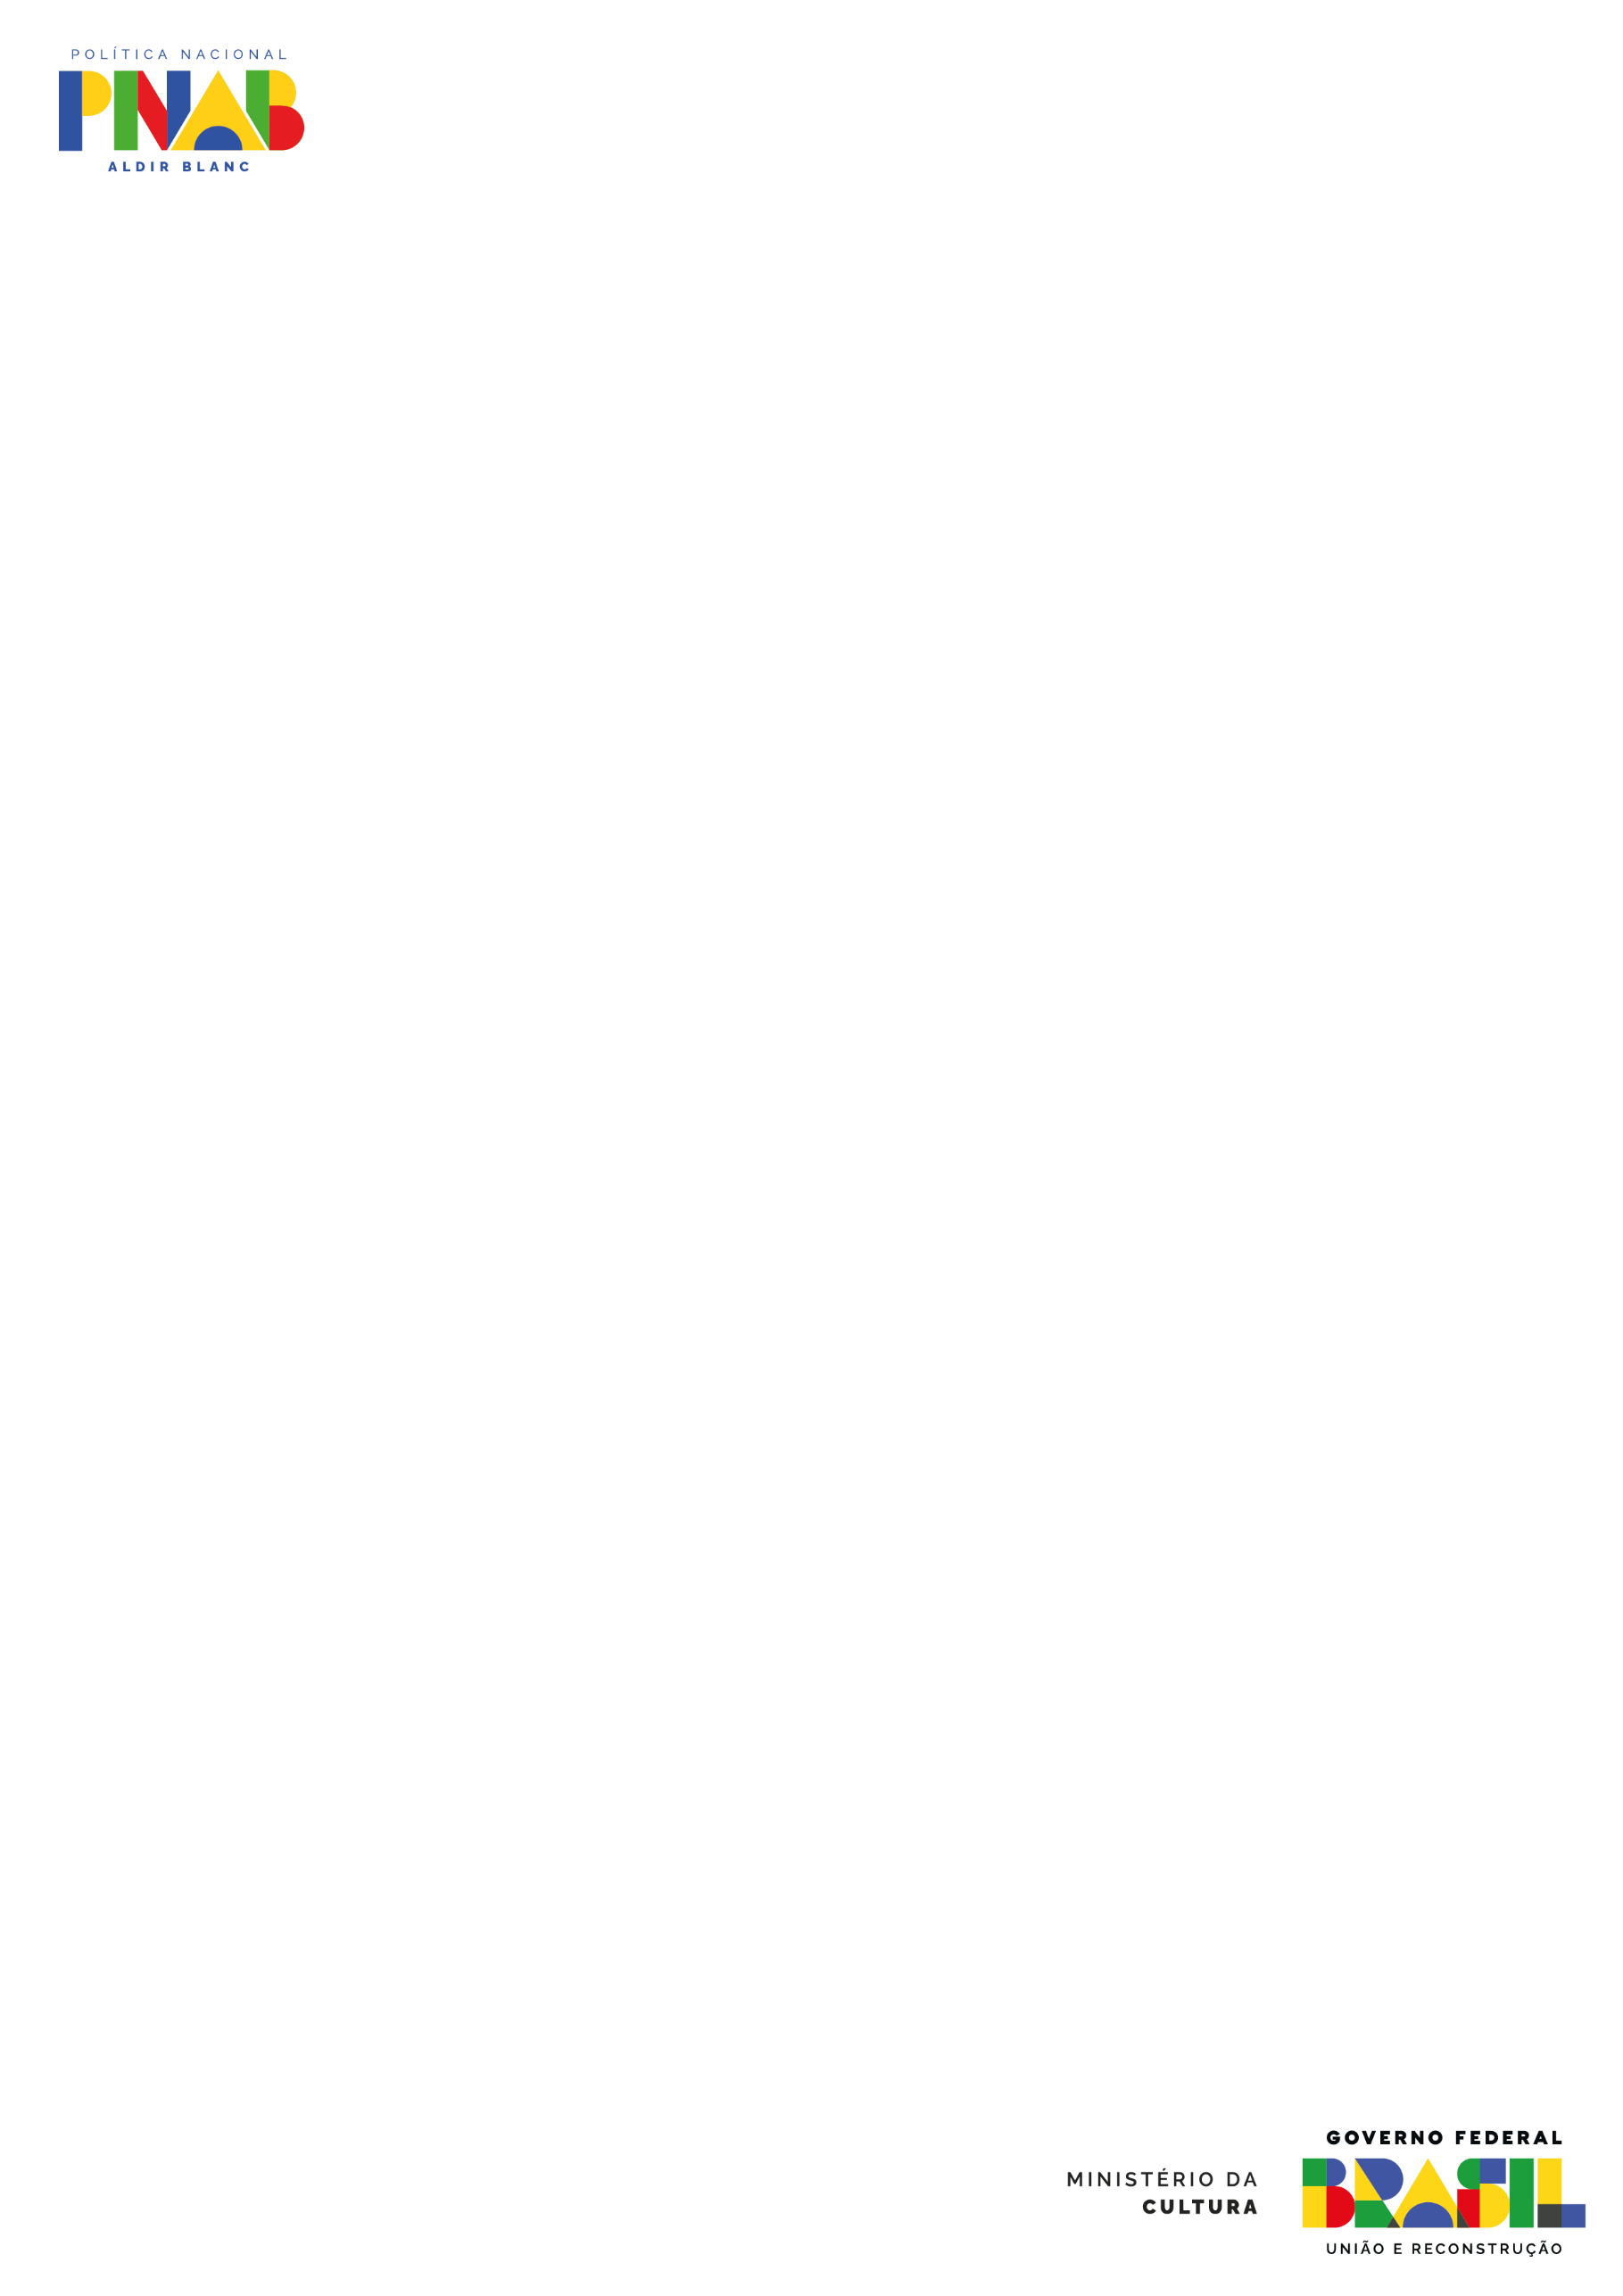 POLÍTICA NACIONAL
PNAB
ALDIR BLANC
GOVERNO FEDERAL
MINISTÉRIO DA
CULTURA
BRASIL
UNIÃO E RECONSTRUÇÃO